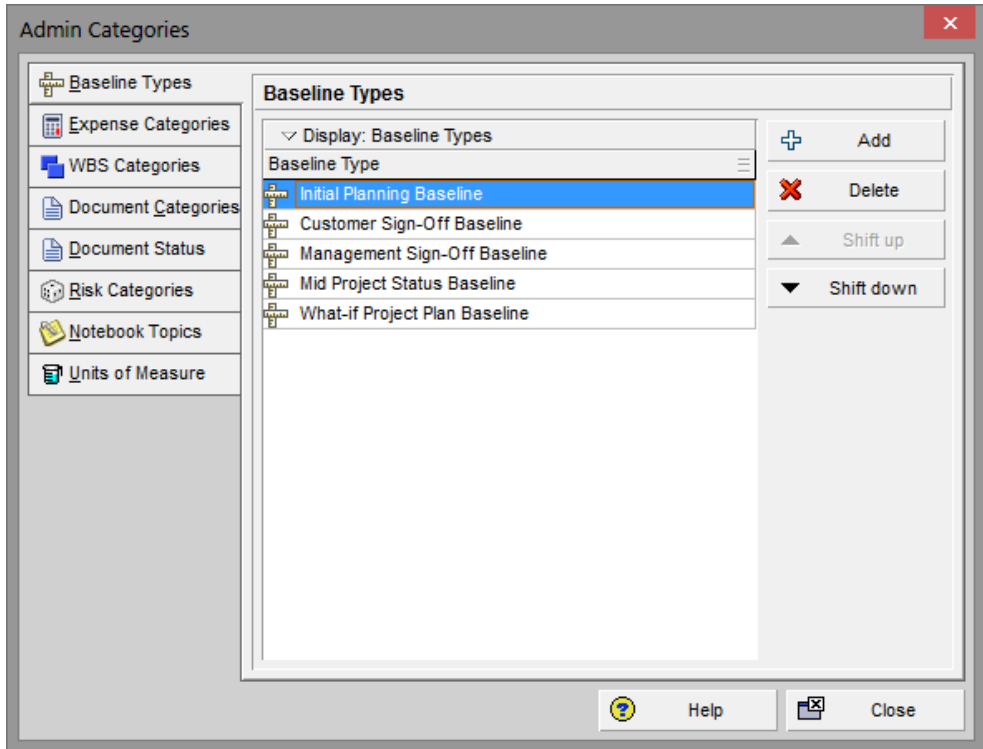 Admin Categories
Baseline Types
Expense Categories
WBS Categories
Document Categories
Document Status
Risk Categories
Notebook Topics
Units of Measure
Baseline Types
Display: Baseline Types
Baseline Type
Initial Planning Baseline
Customer Sign-Off Baseline
Management Sign-Off Baseline
Mid Project Status Baseline
What-if Project Plan Baseline
Add
Delete
Shift up
Shift down
Help
Close